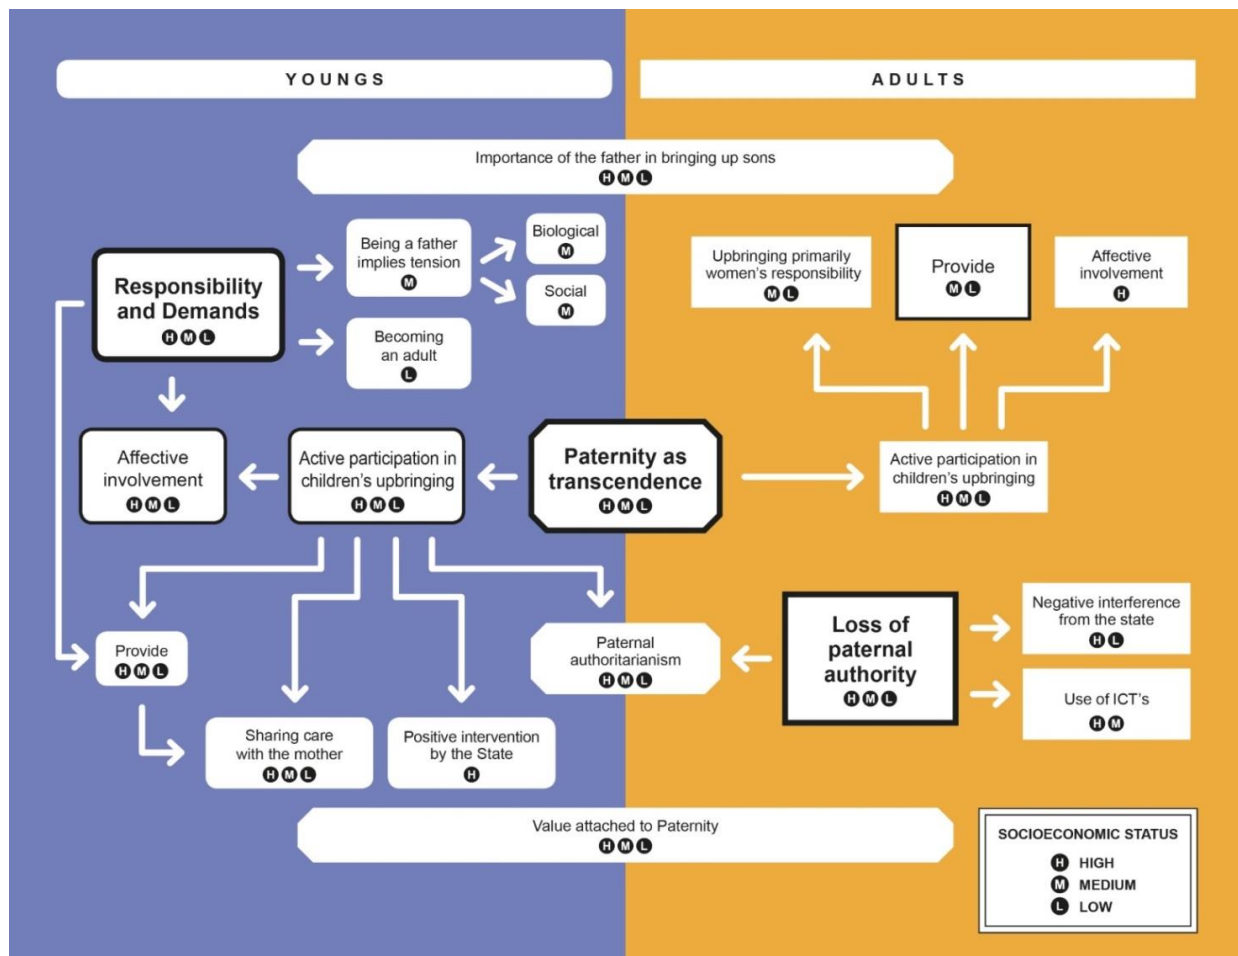 YOUNGS
ADULTS
Importance of the father in bringing up sons
H M L
Responsibility
and Demands
H M L
Being a father
implies tension
M
Biological
M
Social
M
Becoming
an adult
L
Upbringing primarily
women's responsibility
M L
Provide
M L
Affective
involvement
H
Affective
involvement
H M L
Active participation in
children's upbringing
H M L
Paternity as
transcendence
H M L
Active participation in
children's upbringing
H M L
Provide
H M L
Paternal
authoritarianism
H M L
Loss of
paternal
authority
H M L
Negative interference
from the state
H L
Use of ICT's
H M
Sharing care
with the mother
H M L
Positive intervention
by the State
H
Value attached to Paternity
H M L
SOCIOECONOMIC STATUS
H HIGH
M MEDIUM
L LOW